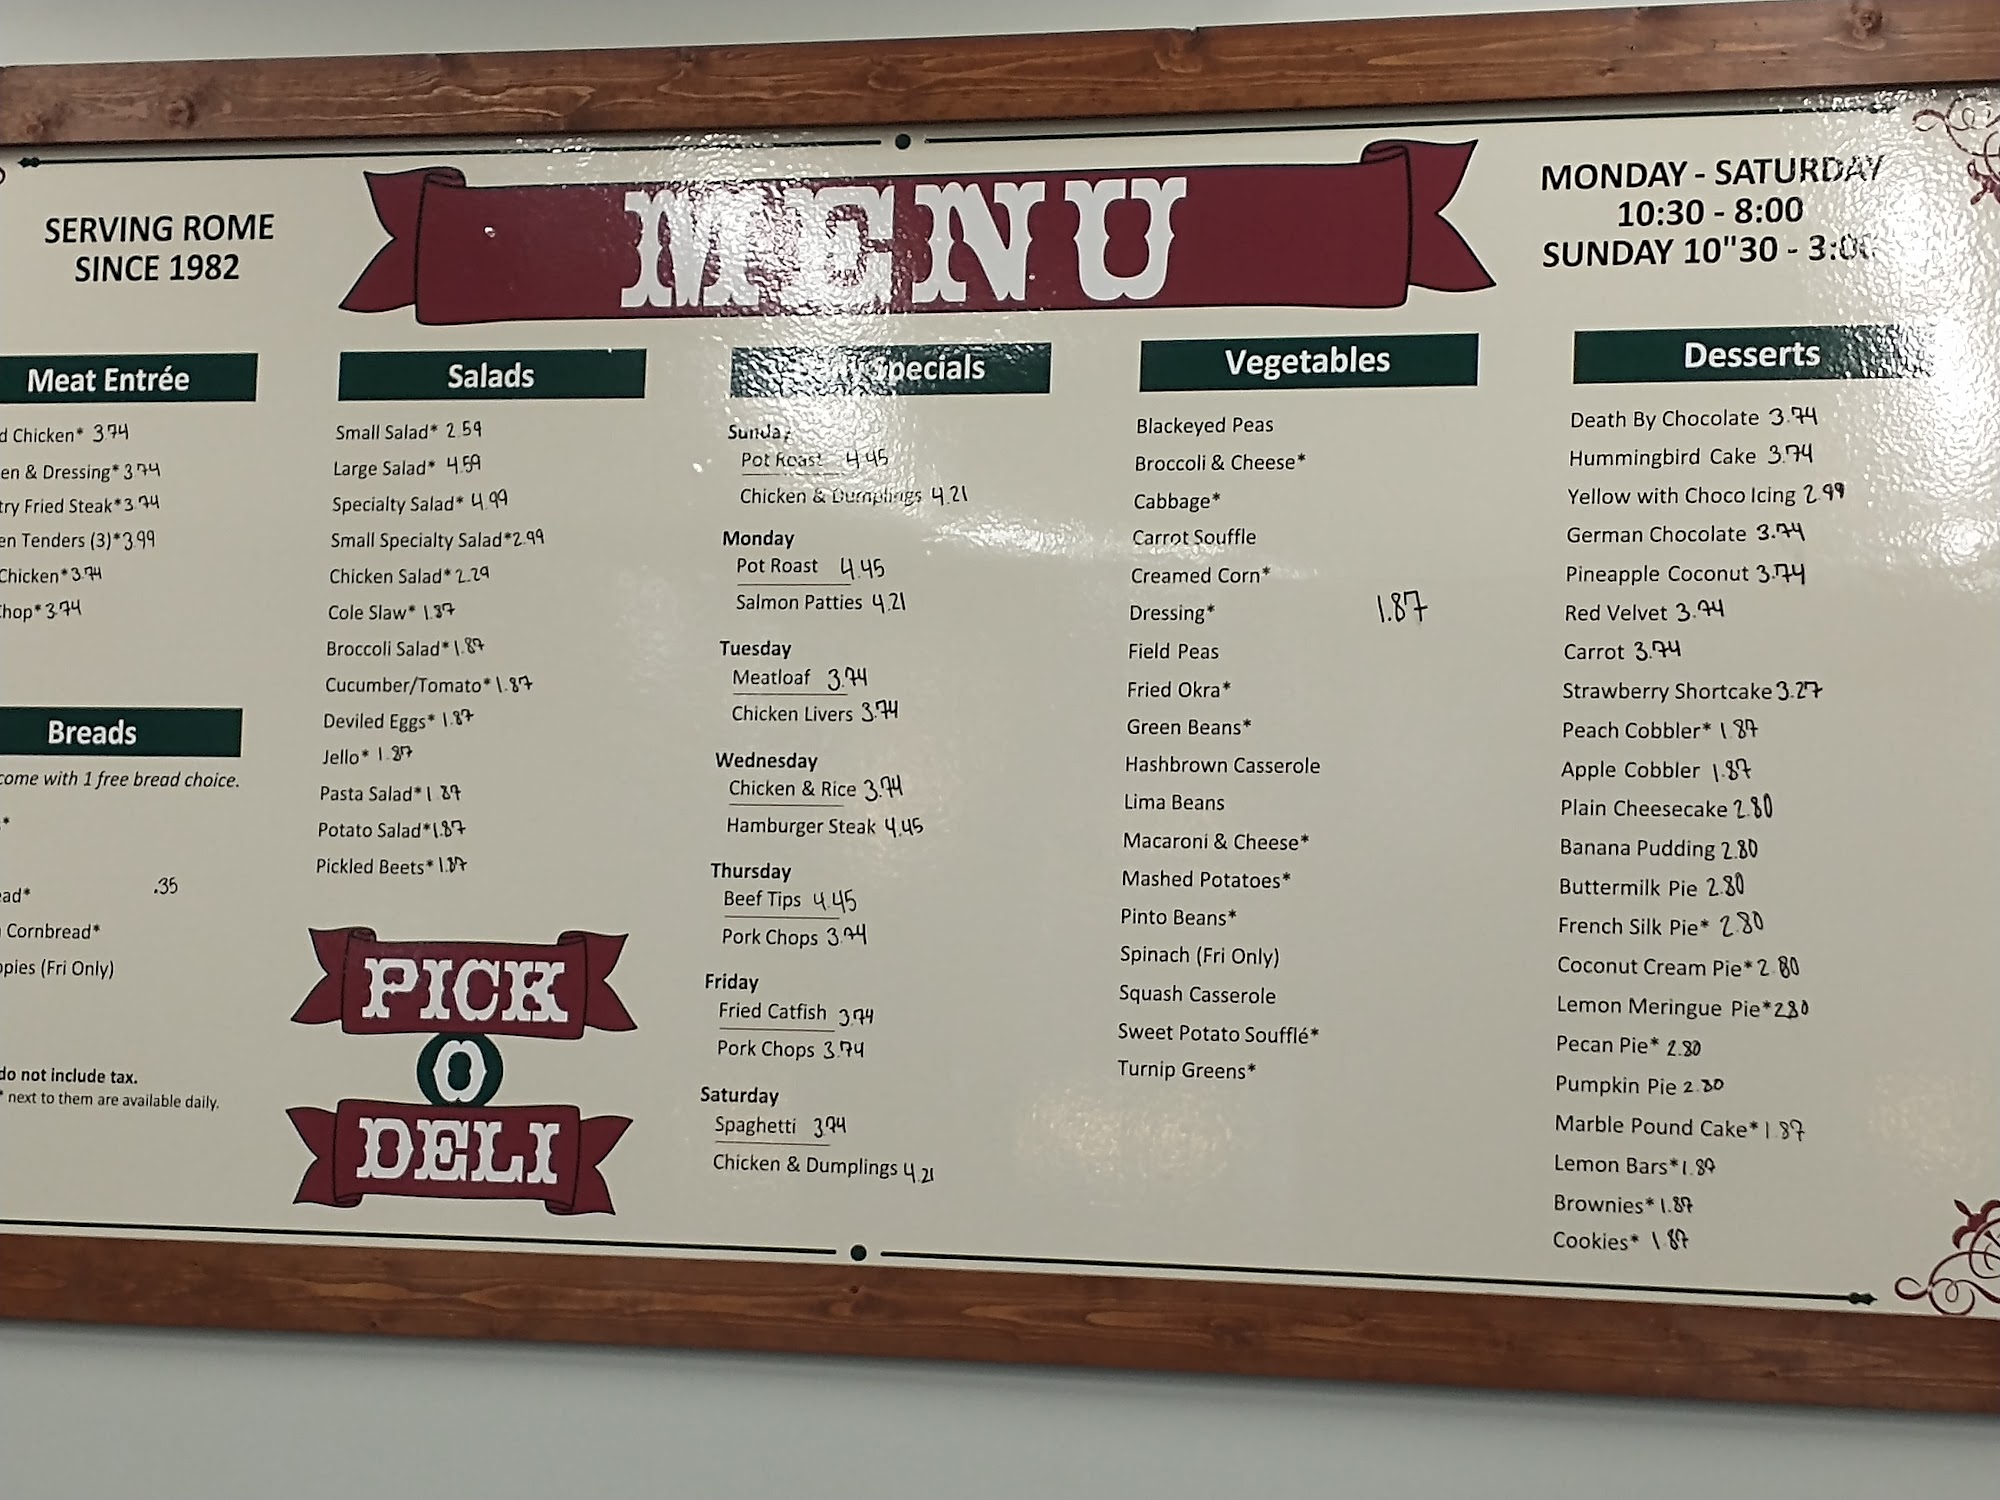 SERVING ROME
SINCE 1982
MENU
MONDAY - SATURDAY
10:30 - 8:00
SUNDAY 10"30 - 3:00
Meat Entrée
Chicken* 3.74
& Dressing* 3.74
Fried Steak* 3.74
Tenders (3)* 3.99
Chicken* 3.74
3.74
Breads
come with 1 free bread choice.
.35
Cornbread*
(Fri Only)
do not include tax.
* next to them are available daily.
Salads
Small Salad* 2.59
Large Salad* 4.59
Specialty Salad* 4.99
Small Specialty Salad* 2.99
Chicken Salad* 2.29
Cole Slaw* 1.87
Broccoli Salad* 1.87
Cucumber/Tomato* 1.87
Deviled Eggs* 1.87
Jello* 1.87
Pasta Salad* 1.87
Potato Salad* 1.87
Pickled Beets* 1.87
PICK
O
DELI
Specials
Sunday
Pot Roast 4.45
Chicken & Dumplings 4.21
Monday
Pot Roast 4.45
Salmon Patties 4.21
Tuesday
Meatloaf 3.74
Chicken Livers 3.74
Wednesday
Chicken & Rice 3.74
Hamburger Steak 4.45
Thursday
Beef Tips 4.45
Pork Chops 3.74
Friday
Fried Catfish 3.74
Pork Chops 3.74
Saturday
Spaghetti 3.74
Chicken & Dumplings 4.21
Vegetables
Blackeyed Peas
Broccoli & Cheese*
Cabbage*
Carrot Souffle
Creamed Corn*
Dressing* 1.87
Field Peas
Fried Okra*
Green Beans*
Hashbrown Casserole
Lima Beans
Macaroni & Cheese*
Mashed Potatoes*
Pinto Beans*
Spinach (Fri Only)
Squash Casserole
Sweet Potato Soufflé*
Turnip Greens*
Desserts
Death By Chocolate 3.74
Hummingbird Cake 3.74
Yellow with Choco Icing 2.99
German Chocolate 3.74
Pineapple Coconut 3.74
Red Velvet 3.74
Carrot 3.74
Strawberry Shortcake 3.27
Peach Cobbler* 1.87
Apple Cobbler 1.87
Plain Cheesecake 2.80
Banana Pudding 2.80
Buttermilk Pie 2.80
French Silk Pie* 2.80
Coconut Cream Pie* 2.80
Lemon Meringue Pie* 2.80
Pecan Pie* 2.80
Pumpkin Pie 2.80
Marble Pound Cake* 1.87
Lemon Bars* 1.87
Brownies* 1.87
Cookies* 1.87